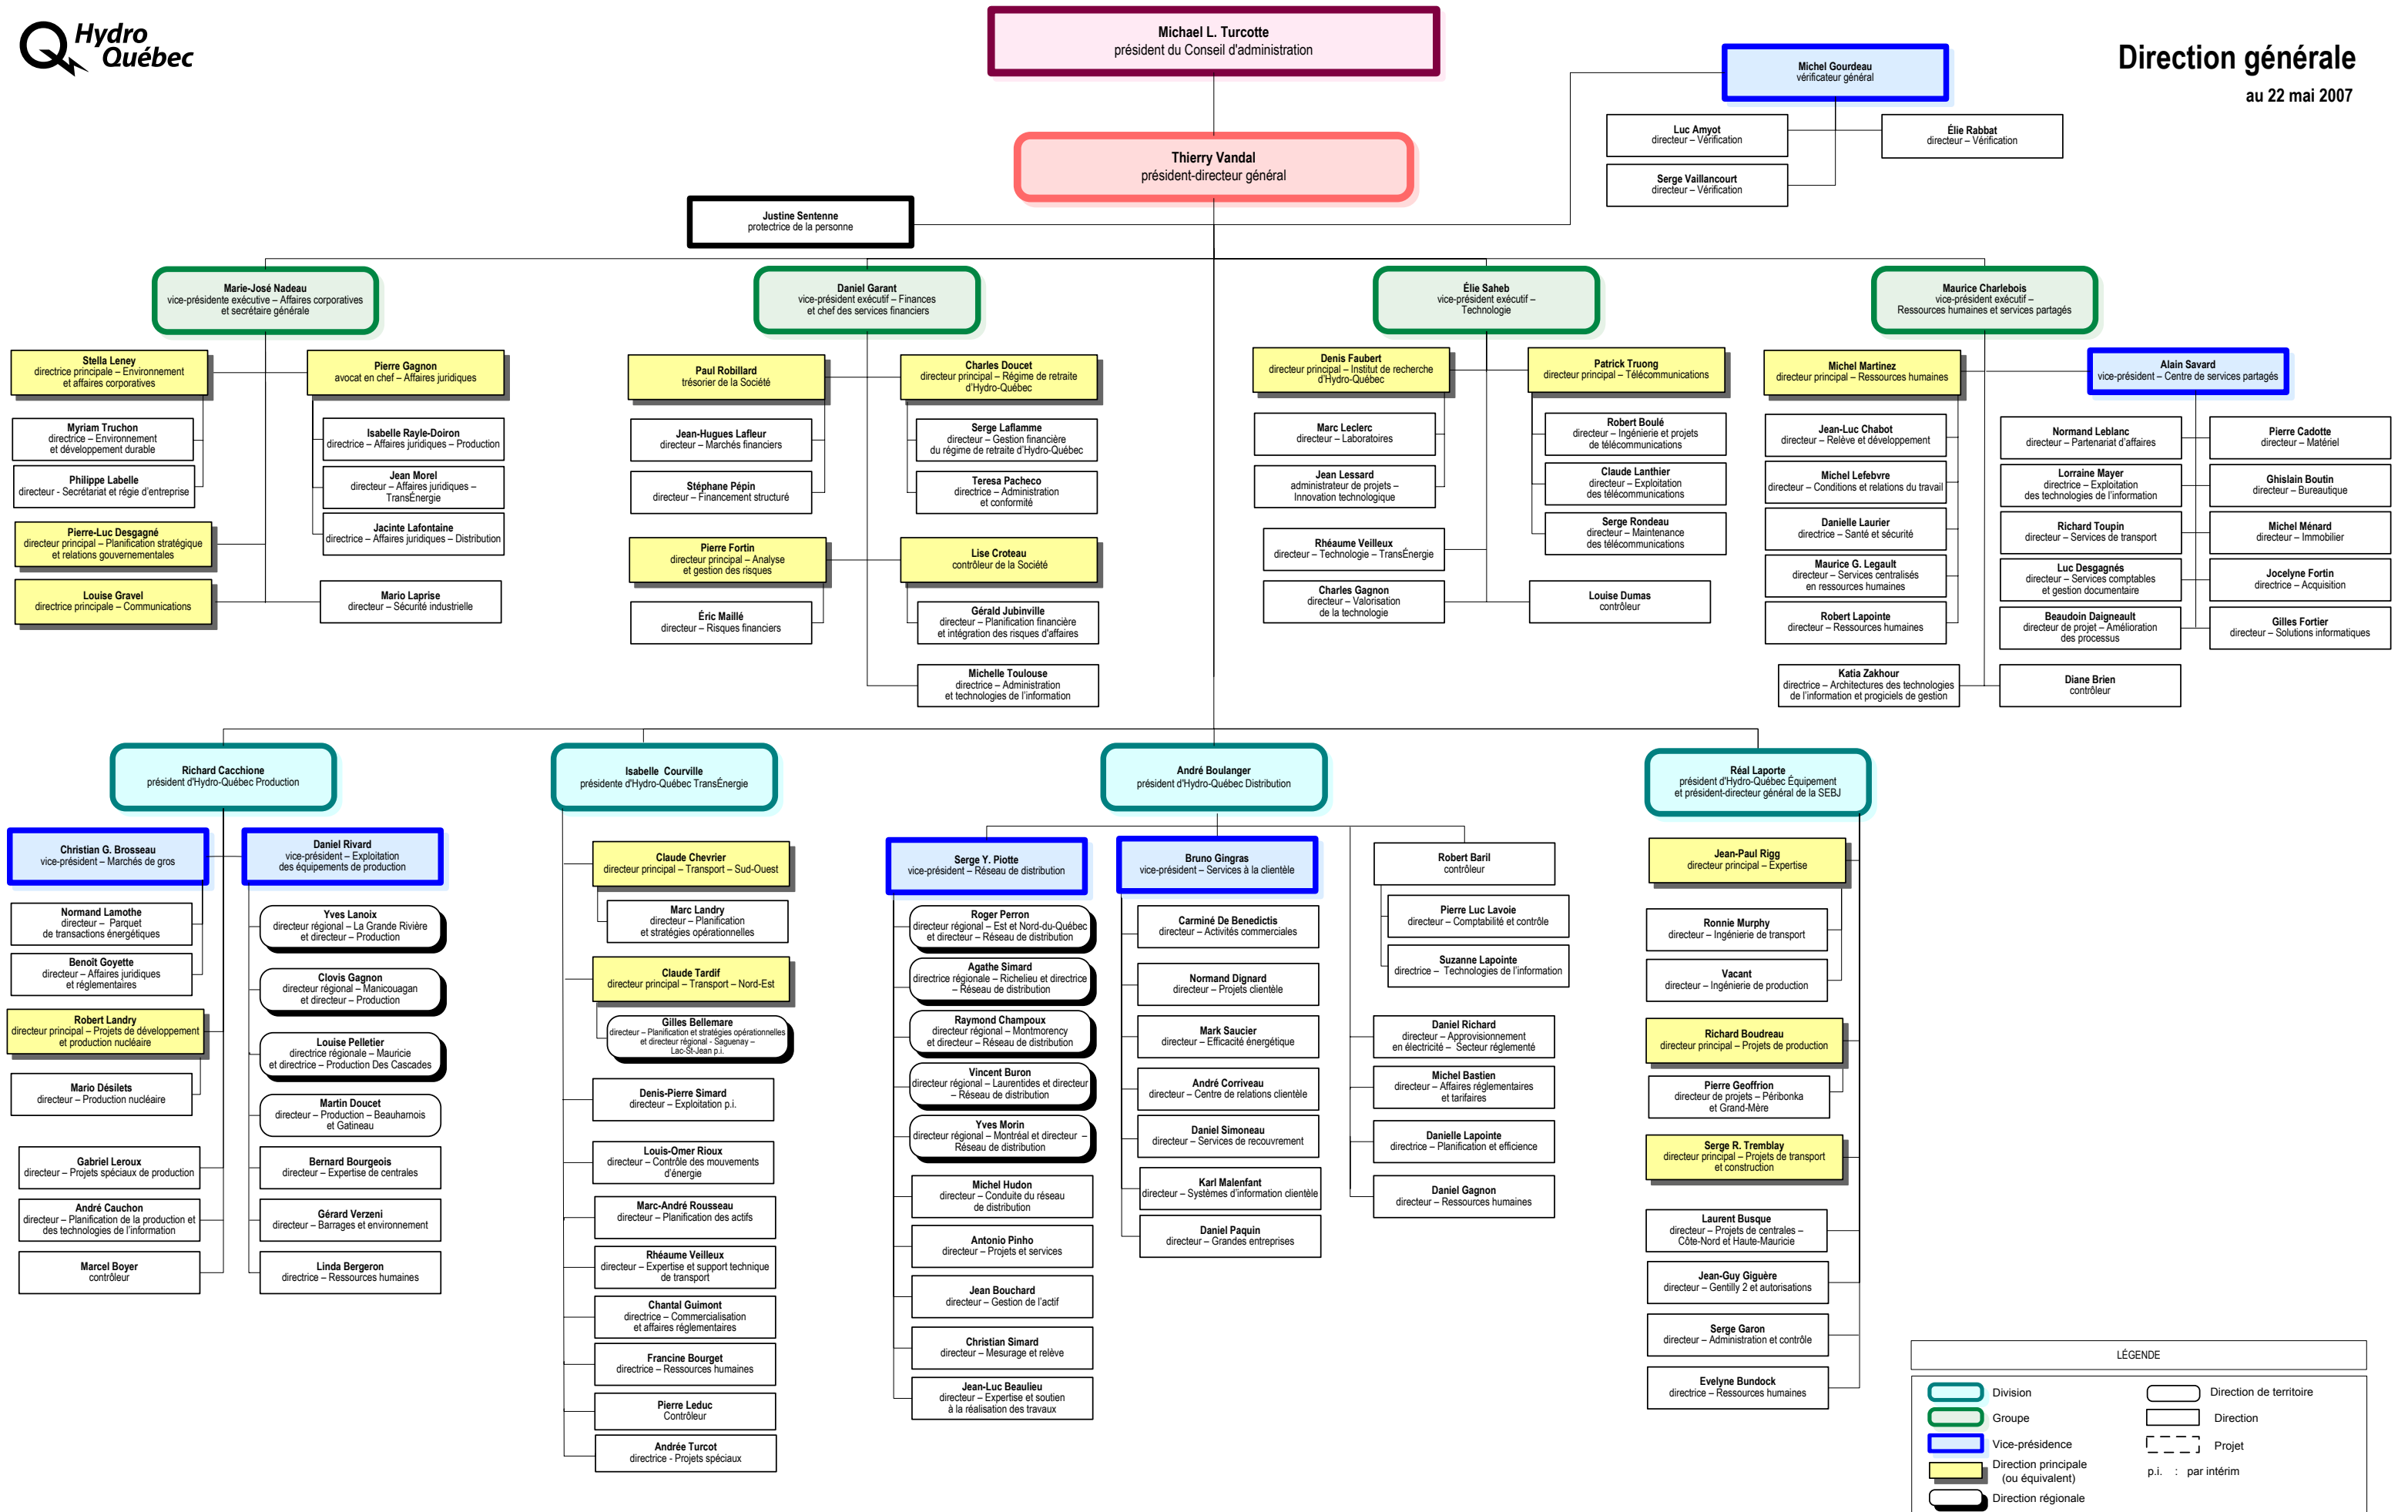 Hydro
Québec
Direction générale
au 22 mai 2007
Michael L. Turcotte
président du Conseil d'administration
Michel Gourdeau
vérificateur général
Luc Amyot
directeur – Vérification
Élie Rabbat
directeur – Vérification
Serge Vaillancourt
directeur – Vérification
Thierry Vandal
président-directeur général
Justine Sentenne
protectrice de la personne
Marie-José Nadeau
vice-présidente exécutive – Affaires corporatives
et secrétaire générale
Stella Leney
directrice principale – Environnement
et affaires corporatives
Pierre Gagnon
avocat en chef – Affaires juridiques
Myriam Truchon
directrice – Environnement
et développement durable
Philippe Labelle
directeur - Secrétariat et régie d'entreprise
Isabelle Rayle-Doiron
directrice – Affaires juridiques – Production
Jean Morel
directeur – Affaires juridiques –
TransÉnergie
Jacinte Lafontaine
directrice – Affaires juridiques – Distribution
Pierre-Luc Desgagné
directeur principal – Planification stratégique
et relations gouvernementales
Louise Gravel
directrice principale – Communications
Mario Laprise
directeur – Sécurité industrielle
Daniel Garant
vice-président exécutif – Finances
et chef des services financiers
Paul Robillard
trésorier de la Société
Charles Doucet
directeur principal – Régime de retraite
d'Hydro-Québec
Jean-Hugues Lafleur
directeur – Marchés financiers
Stéphane Pépin
directeur – Financement structuré
Serge Laflamme
directeur – Gestion financière
du régime de retraite d'Hydro-Québec
Teresa Pacheco
directrice – Administration
et conformité
Pierre Fortin
directeur principal – Analyse
et gestion des risques
Lise Croteau
contrôleur de la Société
Éric Maillé
directeur – Risques financiers
Gérald Jubinville
directeur – Planification financière
et intégration des risques d'affaires
Michelle Toulouse
directrice – Administration
et technologies de l'information
Élie Saheb
vice-président exécutif –
Technologie
Denis Faubert
directeur principal – Institut de recherche
d'Hydro-Québec
Patrick Truong
directeur principal – Télécommunications
Marc Leclerc
directeur – Laboratoires
Jean Lessard
administrateur de projets –
Innovation technologique
Robert Boulé
directeur – Ingénierie et projets
de télécommunications
Claude Lanthier
directeur – Exploitation
des télécommunications
Serge Rondeau
directeur – Maintenance
des télécommunications
Rhéaume Veilleux
directeur – Technologie – TransÉnergie
Charles Gagnon
directeur – Valorisation
de la technologie
Louise Dumas
contrôleur
Maurice Charlebois
vice-président exécutif –
Ressources humaines et services partagés
Michel Martinez
directeur principal – Ressources humaines
Alain Savard
vice-président – Centre de services partagés
Jean-Luc Chabot
directeur – Relève et développement
Michel Lefebvre
directeur – Conditions et relations du travail
Danielle Laurier
directrice – Santé et sécurité
Maurice G. Legault
directeur – Services centralisés
en ressources humaines
Robert Lapointe
directeur – Ressources humaines
Normand Leblanc
directeur – Partenariat d'affaires
Lorraine Mayer
directrice – Exploitation
des technologies de l'information
Richard Toupin
directeur – Services de transport
Luc Desgagnés
directeur – Services comptables
et gestion documentaire
Beaudoin Daigneault
directeur de projet – Amélioration
des processus
Pierre Cadotte
directeur – Matériel
Ghislain Boutin
directeur – Bureautique
Michel Ménard
directeur – Immobilier
Jocelyne Fortin
directrice – Acquisition
Gilles Fortier
directeur – Solutions informatiques
Katia Zakhour
directrice – Architectures des technologies
de l'information et progiciels de gestion
Diane Brien
contrôleur
Richard Cacchione
président d'Hydro-Québec Production
Christian G. Brosseau
vice-président – Marchés de gros
Daniel Rivard
vice-président – Exploitation
des équipements de production
Normand Lamothe
directeur – Parquet
de transactions énergétiques
Benoît Goyette
directeur – Affaires juridiques
et réglementaires
Robert Landry
directeur principal – Projets de développement
et production nucléaire
Mario Désilets
directeur – Production nucléaire
Gabriel Leroux
directeur – Projets spéciaux de production
André Cauchon
directeur – Planification de la production et
des technologies de l'information
Marcel Boyer
contrôleur
Yves Lanoix
directeur régional – La Grande Rivière
et directeur – Production
Clovis Gagnon
directeur régional – Manicouagan
et directeur – Production
Louise Pelletier
directrice régionale – Mauricie
et directrice – Production Des Cascades
Martin Doucet
directeur – Production – Beauharnois
et Gatineau
Bernard Bourgeois
directeur – Expertise de centrales
Gérard Verzeni
directeur – Barrages et environnement
Linda Bergeron
directrice – Ressources humaines
Isabelle Courville
présidente d'Hydro-Québec TransÉnergie
Claude Chevrier
directeur principal – Transport – Sud-Ouest
Marc Landry
directeur – Planification
et stratégies opérationnelles
Claude Tardif
directeur principal – Transport – Nord-Est
Gilles Bellemare
directeur – Planification et stratégies opérationnelles
et directeur régional - Saguenay –
Lac-St-Jean p.i.
Denis-Pierre Simard
directeur – Exploitation p.i.
Louis-Omer Rioux
directeur – Contrôle des mouvements
d'énergie
Marc-André Rousseau
directeur – Planification des actifs
Rhéaume Veilleux
directeur – Expertise et support technique
de transport
Chantal Guimont
directrice – Commercialisation
et affaires réglementaires
Francine Bourget
directrice – Ressources humaines
Pierre Leduc
Contrôleur
Andrée Turcot
directrice - Projets spéciaux
André Boulanger
président d'Hydro-Québec Distribution
Serge Y. Piotte
vice-président – Réseau de distribution
Roger Perron
directeur régional – Est et Nord-du-Québec
et directeur – Réseau de distribution
Agathe Simard
directrice régionale – Richelieu et directrice
– Réseau de distribution
Raymond Champoux
directeur régional – Montmorency
et directeur – Réseau de distribution
Vincent Buron
directeur régional – Laurentides et directeur
– Réseau de distribution
Yves Morin
directeur régional – Montréal et directeur –
Réseau de distribution
Michel Hudon
directeur – Conduite du réseau
de distribution
Antonio Pinho
directeur – Projets et services
Jean Bouchard
directeur – Gestion de l'actif
Christian Simard
directeur – Mesurage et relève
Jean-Luc Beaulieu
directeur – Expertise et soutien
à la réalisation des travaux
Bruno Gingras
vice-président – Services à la clientèle
Carminé De Benedictis
directeur – Activités commerciales
Normand Dignard
directeur – Projets clientèle
Mark Saucier
directeur – Efficacité énergétique
André Corriveau
directeur – Centre de relations clientèle
Daniel Simoneau
directeur – Services de recouvrement
Karl Malenfant
directeur – Systèmes d'information clientèle
Daniel Paquin
directeur – Grandes entreprises
Robert Baril
contrôleur
Pierre Luc Lavoie
directeur – Comptabilité et contrôle
Suzanne Lapointe
directrice – Technologies de l'information
Daniel Richard
directeur – Approvisionnement
en électricité – Secteur réglementé
Michel Bastien
directeur – Affaires réglementaires
et tarifaires
Danielle Lapointe
directrice – Planification et efficience
Daniel Gagnon
directeur – Ressources humaines
Réal Laporte
président d'Hydro-Québec Équipement
et président-directeur général de la SEBJ
Jean-Paul Rigg
directeur principal – Expertise
Ronnie Murphy
directeur – Ingénierie de transport
Vacant
directeur – Ingénierie de production
Richard Boudreau
directeur principal – Projets de production
Pierre Geoffrion
directeur de projets – Péribonka
et Grand-Mère
Serge R. Tremblay
directeur principal – Projets de transport
et construction
Laurent Busque
directeur – Projets de centrales –
Côte-Nord et Haute-Mauricie
Jean-Guy Giguère
directeur – Gentilly 2 et autorisations
Serge Garon
directeur – Administration et contrôle
Evelyne Bundock
directrice – Ressources humaines
LÉGENDE
Division
Groupe
Vice-présidence
Direction principale
(ou équivalent)
Direction régionale
Direction de territoire
Direction
Projet
p.i. : par intérim